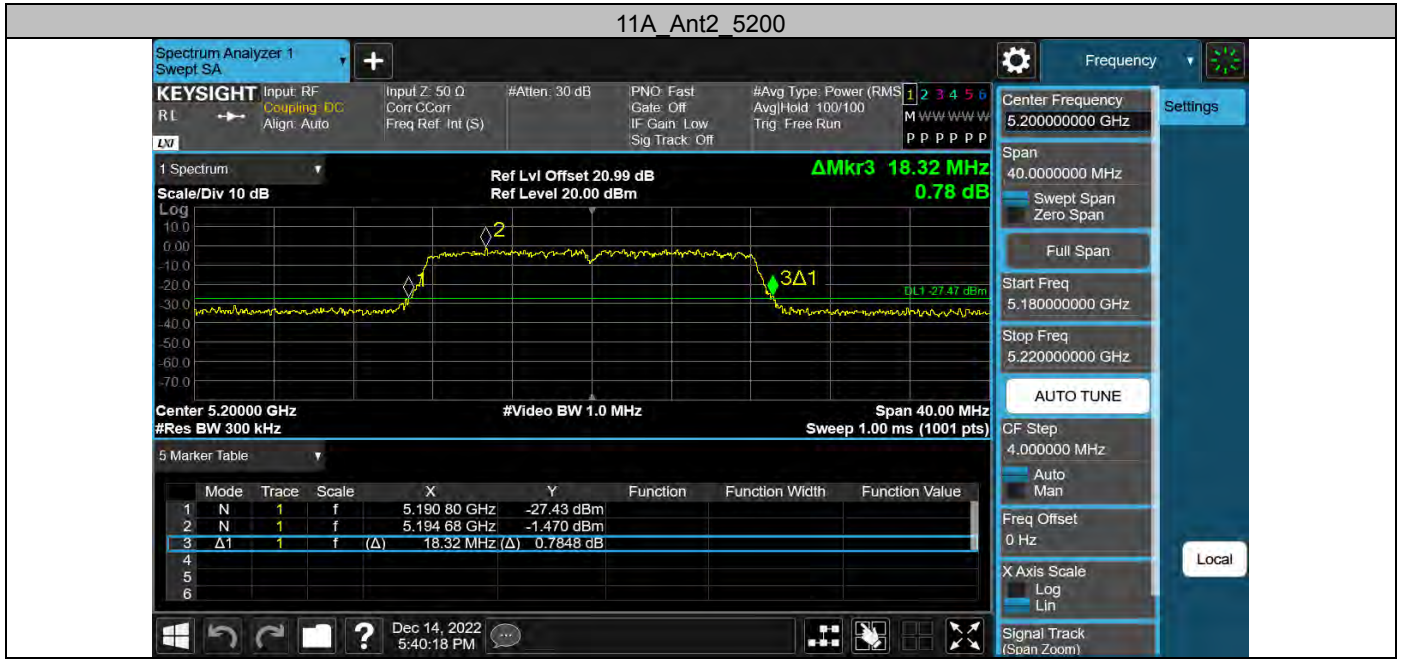 11A_Ant2_5200
Spectrum Analyzer 1
Swept SA
Frequency
KEYSIGHT
RL
LXI
Input: RF
Coupling: DC
Align: Auto
Input Z: 50 Ω
Corr CCorr
Freq Ref: Int (S)
#Atten: 30 dB
PNO: Fast
Gate: Off
IF Gain: Low
Sig Track: Off
#Avg Type: Power (RMS
Avg|Hold: 100/100
Trig: Free Run
1 2 3 4 5 6
M W W W W W
P P P P P P
1 Spectrum
Scale/Div 10 dB
Ref Lvl Offset 20.99 dB
Ref Level 20.00 dBm
ΔMkr3 18.32 MHz
0.78 dB
Log
10.0
0.00
-10.0
-20.0
-30.0
-40.0
-50.0
-60.0
-70.0
2
1
3Δ1
DL1 -27.47 dBm
Center 5.20000 GHz
#Res BW 300 kHz
#Video BW 1.0 MHz
Span 40.00 MHz
Sweep 1.00 ms (1001 pts)
5 Marker Table
Mode Trace Scale X Y Function Function Width Function Value
1 N 1 f 5.190 80 GHz -27.43 dBm
2 N 1 f 5.194 68 GHz -1.470 dBm
3 Δ1 1 f (Δ) 18.32 MHz (Δ) 0.7848 dB
4
5
6
Dec 14, 2022
5:40:18 PM
Center Frequency
5.200000000 GHz
Settings
Span
40.0000000 MHz
Swept Span
Zero Span
Full Span
Start Freq
5.180000000 GHz
Stop Freq
5.220000000 GHz
AUTO TUNE
CF Step
4.000000 MHz
Auto
Man
Freq Offset
0 Hz
X Axis Scale
Log
Lin
Local
Signal Track
(Span Zoom)